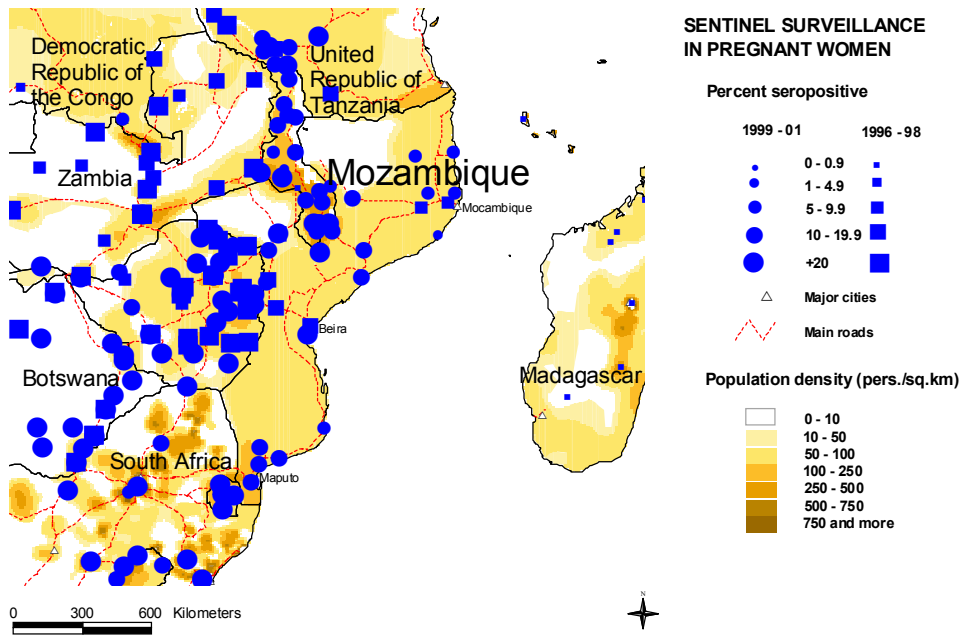 SENTINEL SURVEILLANCE
IN PREGNANT WOMEN
Percent seropositive
1999 - 01
1996 - 98
0 - 0.9
1 - 4.9
5 - 9.9
10 - 19.9
+20
Major cities
Main roads
Population density (pers./sq.km)
0 - 10
10 - 50
50 - 100
100 - 250
250 - 500
500 - 750
750 and more
Democratic
Republic of
the Congo
United
Republic of
Tanzania
Zambia
Mozambique
Mocambique
Beira
Botswana
Madagascar
South Africa
Maputo
0 300 600 Kilometers
N